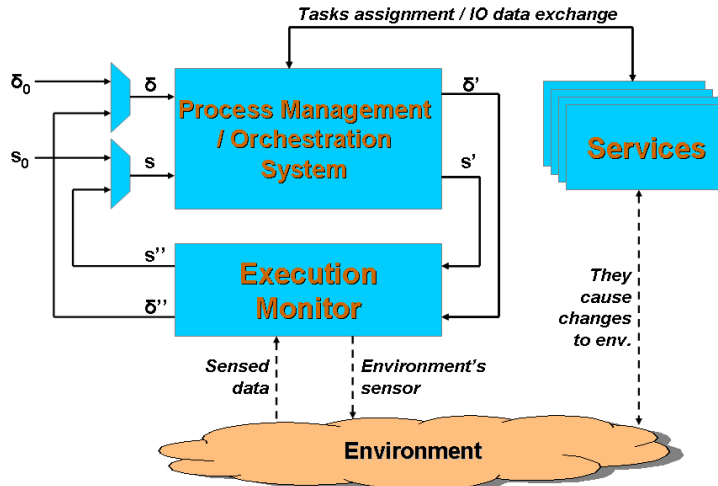 Tasks assignment / IO data exchange
δ₀
δ
Process Management
/ Orchestration
System
δ’
Services
s₀
s
s’
s’’
Execution
Monitor
δ’’
They
cause
changes
to env.
Sensed
data
Environment’s
sensor
Environment